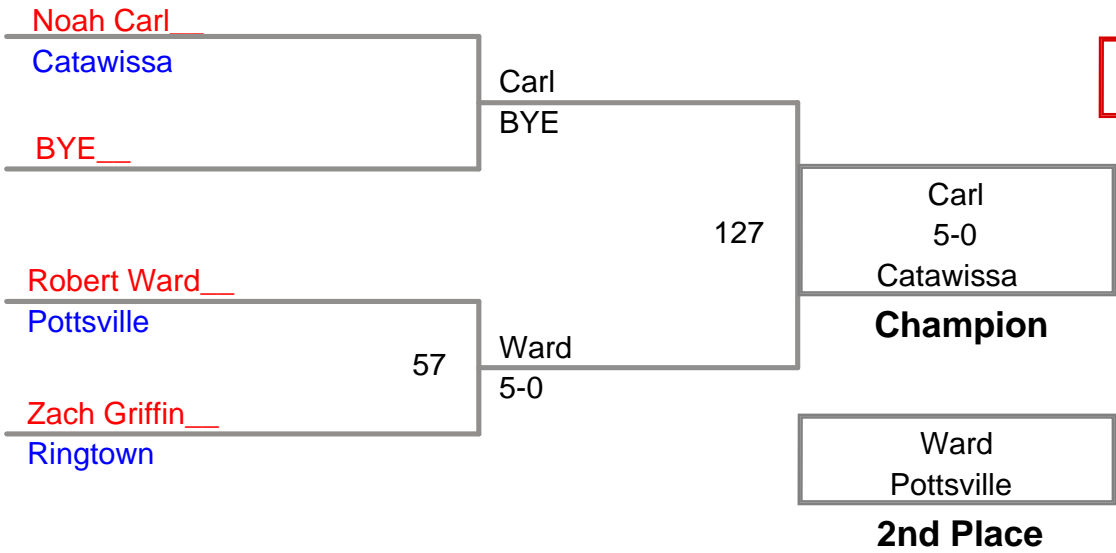 Noah Carl__
Catawissa
Carl
BYE
BYE__
Carl
5-0
Catawissa
127
Champion
Robert Ward__
Pottsville
57
Ward
5-0
Zach Griffin__
Ringtown
Ward
Pottsville
2nd Place